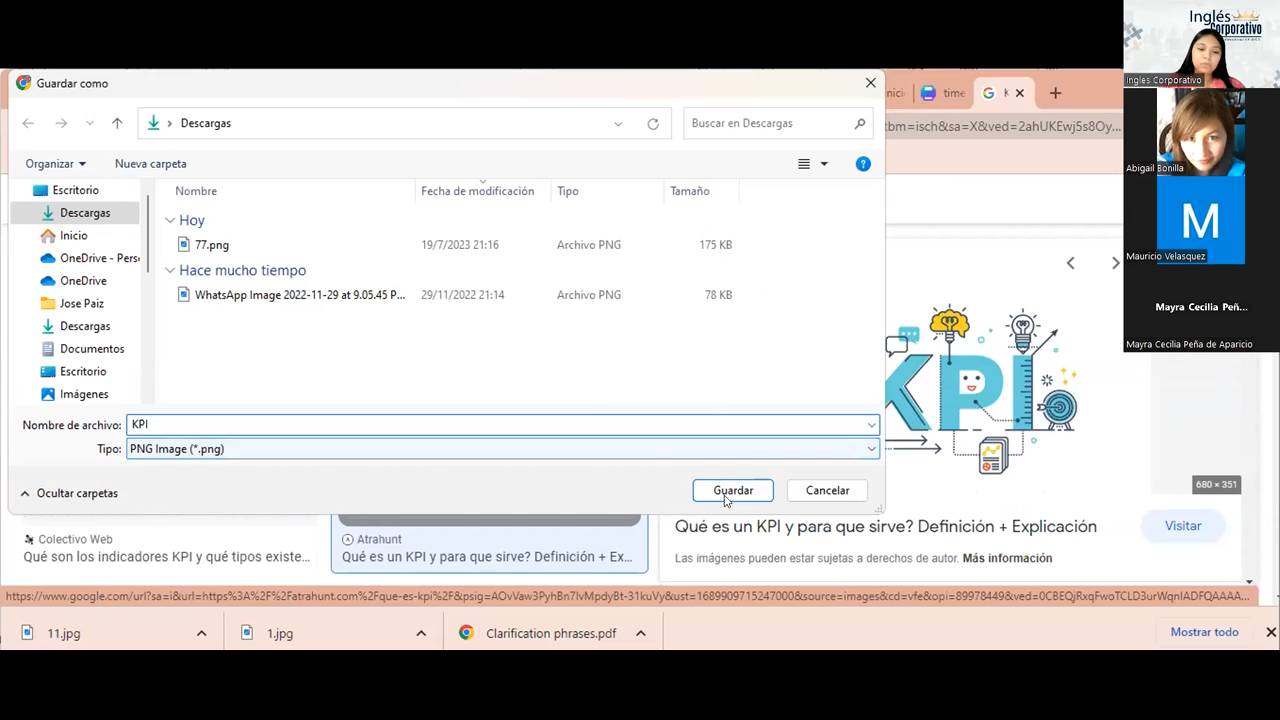 Guardar como
Descargas
Buscar en Descargas
Organizar
Nueva carpeta
Escritorio
Descargas
Inicio
OneDrive - Pers
OneDrive
Jose Paiz
Descargas
Documentos
Escritorio
Imágenes
Nombre
Fecha de modificación
Tipo
Tamaño
Hoy
77.png
19/7/2023 21:16
Archivo PNG
175 KB
Hace mucho tiempo
WhatsApp Image 2022-11-29 at 9.05.45 P...
29/11/2022 21:14
Archivo PNG
78 KB
Nombre de archivo: KPI
Tipo: PNG Image (*.png)
Ocultar carpetas
Guardar
Cancelar
time
tbm=isch&sa=X&ved=2ahUKEwj5s8Oy...
KPI
680 × 351
Colectivo Web
Qué son los indicadores KPI y qué tipos existe...
Atrahunt
Qué es un KPI y para que sirve? Definición + Ex...
Qué es un KPI y para que sirve? Definición + Explicación
Visitar
Las imágenes pueden estar sujetas a derechos de autor. Más información
11.jpg
1.jpg
Clarification phrases.pdf
Mostrar todo
Inglés
Corporativo
Ingles Corporativo
Abigail Bonilla
M
Mauricio Velasquez
Mayra Cecilia Peñ...
Mayra Cecilia Peña de Aparicio